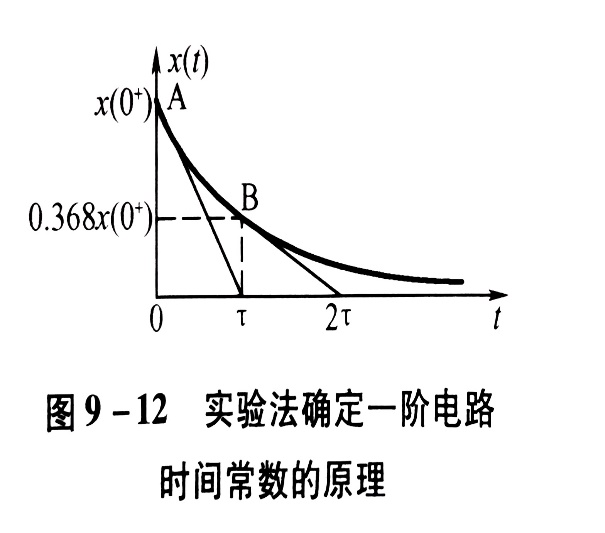 x(t)
x(0⁺) A
B
0.368x(0⁺)
0 τ 2τ t
图 9-12 实验法确定一阶电路
时间常数的原理